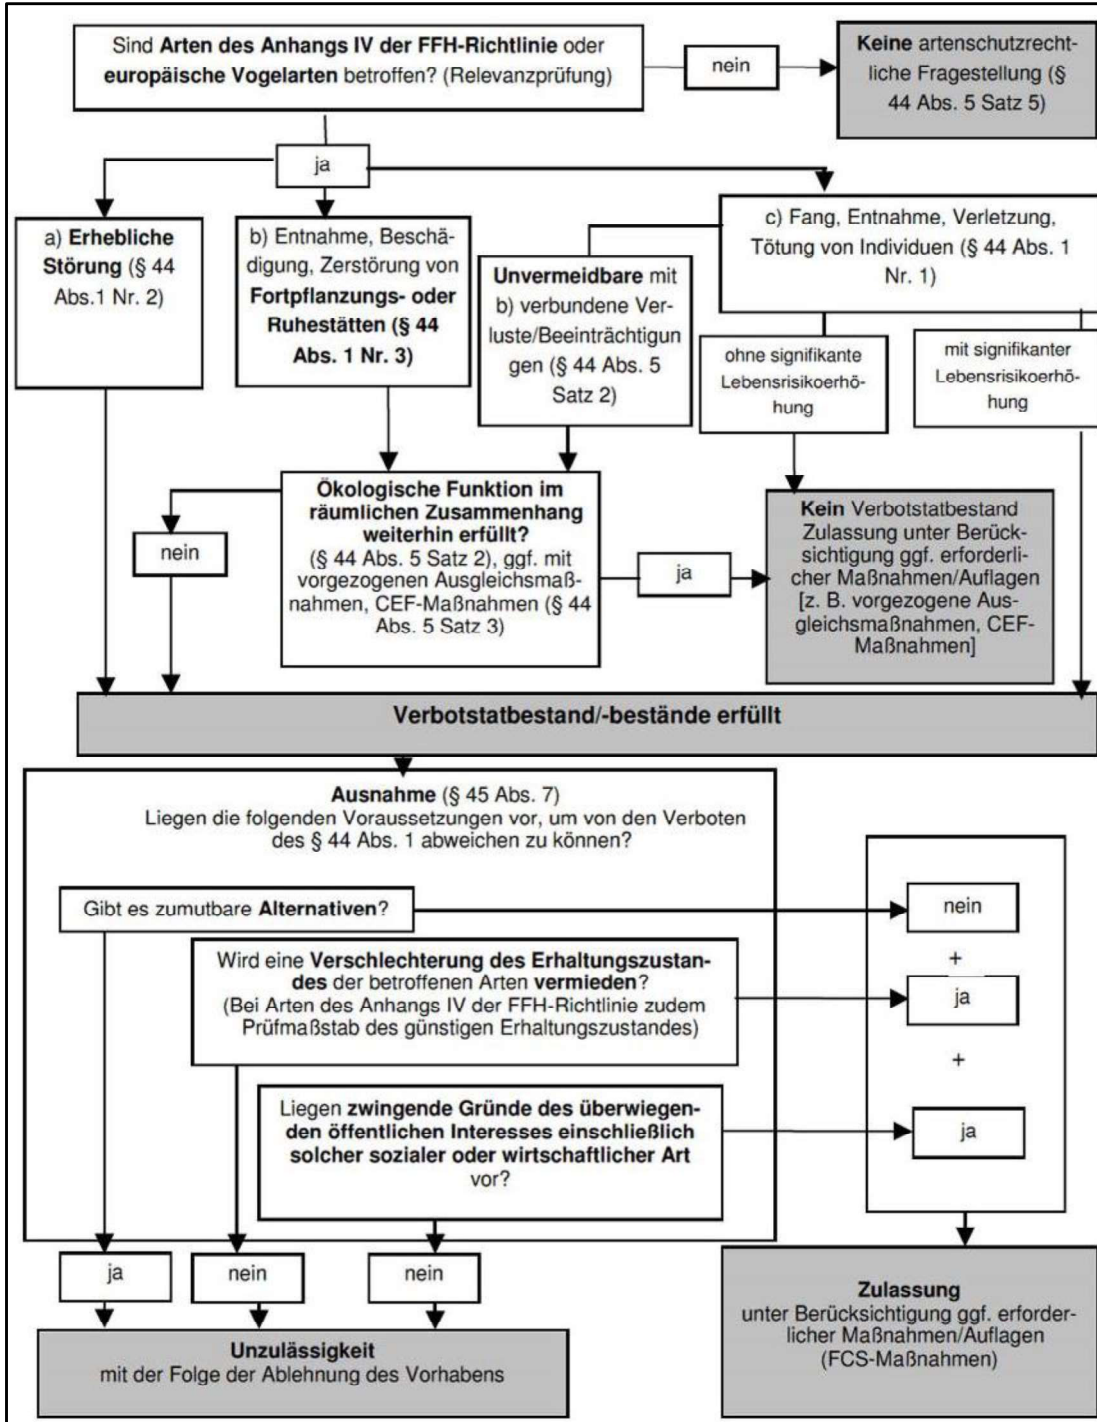 Sind Arten des Anhangs IV der FFH-Richtlinie oder
europäische Vogelarten betroffen? (Relevanzprüfung)
nein
Keine artenschutzrecht-
liche Fragestellung (§
44 Abs. 5 Satz 5)
ja
a) Erhebliche
Störung (§ 44
Abs.1 Nr. 2)
b) Entnahme, Beschä-
digung, Zerstörung von
Fortpflanzungs- oder
Ruhestätten (§ 44
Abs. 1 Nr. 3)
Unvermeidbare mit
b) verbundene Ver-
luste/Beeinträchtigun
gen (§ 44 Abs. 5
Satz 2)
c) Fang, Entnahme, Verletzung,
Tötung von Individuen (§ 44 Abs. 1
Nr. 1)
ohne signifikante
Lebensrisikoerhö-
hung
mit signifikanter
Lebensrisikoerhö-
hung
nein
Ökologische Funktion im
räumlichen Zusammenhang
weiterhin erfüllt?
(§ 44 Abs. 5 Satz 2), ggf. mit
vorgezogenen Ausgleichsmaß-
nahmen, CEF-Maßnahmen (§ 44
Abs. 5 Satz 3)
ja
Kein Verbotstatbestand
Zulassung unter Berück-
sichtigung ggf. erforderli-
cher Maßnahmen/Auflagen
[z. B. vorgezogene Aus-
gleichsmaßnahmen, CEF-
Maßnahmen]
Verbotstatbestand/-bestände erfüllt
Ausnahme (§ 45 Abs. 7)
Liegen die folgenden Voraussetzungen vor, um von den Verboten
des § 44 Abs. 1 abweichen zu können?
Gibt es zumutbare Alternativen?
nein
+
Wird eine Verschlechterung des Erhaltungszustan-
des der betroffenen Arten vermieden?
(Bei Arten des Anhangs IV der FFH-Richtlinie zudem
Prüfmaßstab des günstigen Erhaltungszustandes)
ja
+
Liegen zwingende Gründe des überwiegen-
den öffentlichen Interesses einschließlich
solcher sozialer oder wirtschaftlicher Art
vor?
ja
ja
nein
nein
Unzulässigkeit
mit der Folge der Ablehnung des Vorhabens
Zulassung
unter Berücksichtigung ggf. erforder-
licher Maßnahmen/Auflagen
(FCS-Maßnahmen)